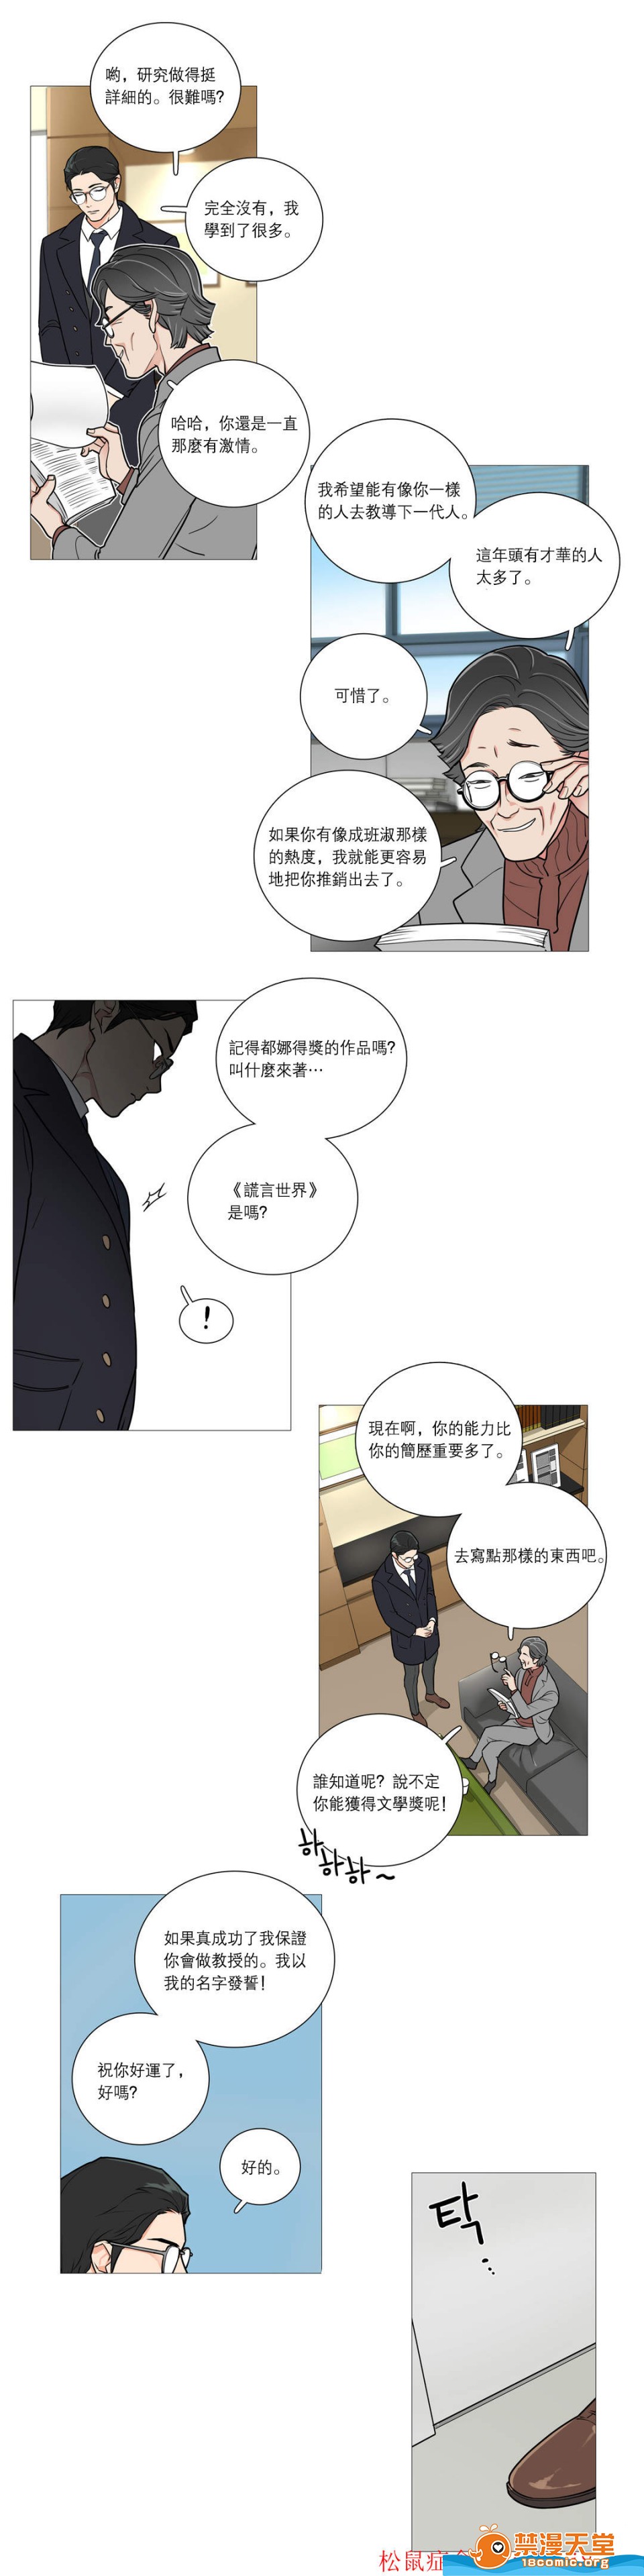 喲，研究做得挺
詳細的。很難嗎？
完全沒有，我
學到了很多。
哈哈，你還是一直
那麼有激情。
我希望能有像你一樣
的人去教導下一代人。
這年頭有才華的人
太多了。
可惜了。
如果你有像成班淑那樣
的熱度，我就能更容易
地把你推銷出去了。
記得都娜得獎的作品嗎？
叫什麼來著…
《謊言世界》
是嗎？
！
現在啊，你的能力比
你的簡歷重要多了。
去寫點那樣的東西吧。
誰知道呢？說不定
你能獲得文學獎呢！
하
하하~
如果真成功了我保證
你會做教授的。我以
我的名字發誓！
祝你好運了，
好嗎？
好的。
탁
松鼠症
禁漫天堂
18comic.org